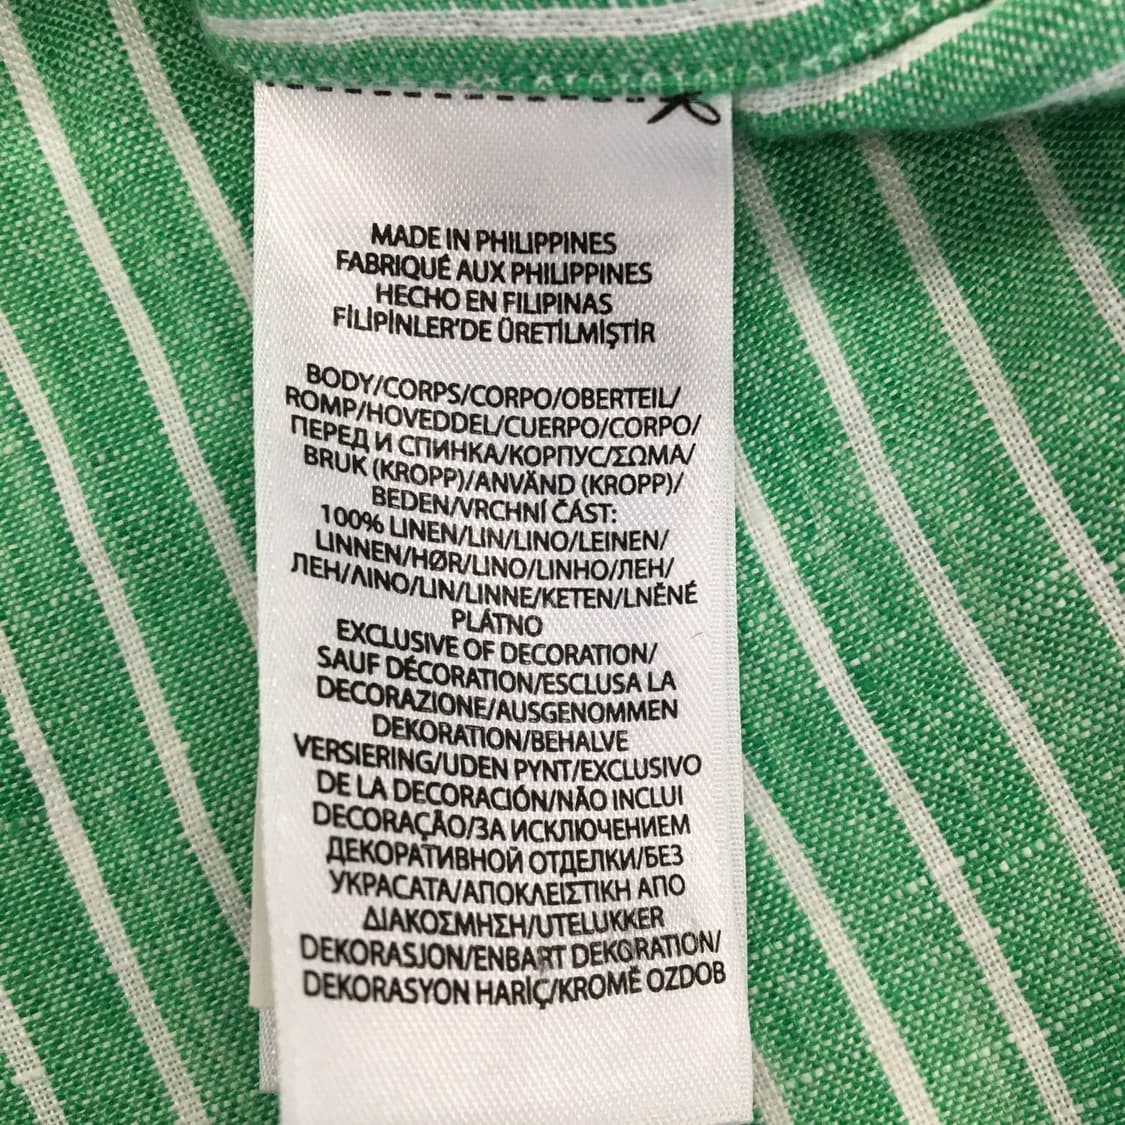 MADE IN PHILIPPINES
FABRIQUÉ AUX PHILIPPINES
HECHO EN FILIPINAS
FİLİPİNLER'DE ÜRETİLMİŞTİR
BODY/CORPS/CORPO/OBERTEIL/
ROMP/HOVEDDEL/CUERPO/CORPO/
ПЕРЕД И СПИНКА/КОРПУС/ΣΩΜΑ/
BRUK (KROPP)/ANVÄND (KROPP)/
BEDEN/VRCHNÍ ČÁST:
100% LINEN/LIN/LINO/LEINEN/
LINNEN/HØR/LINO/LINHO/ЛЕН/
ЛЕН/ΛΙΝΟ/LIN/LINNE/KETEN/LNĚNÉ
PLÁTNO
EXCLUSIVE OF DECORATION/
SAUF DÉCORATION/ESCLUSA LA
DECORAZIONE/AUSGENOMMEN
DEKORATION/BEHALVE
VERSIERING/UDEN PYNT/EXCLUSIVO
DE LA DECORACIÓN/NÃO INCLUI
DECORAÇÃO/ЗА ИСКЛЮЧЕНИЕМ
ДЕКОРАТИВНОЙ ОТДЕЛКИ/БЕЗ
УКРАСАТА/ΑΠΟΚΛΕΙΣΤΙΚΗ ΑΠΟ
ΔΙΑΚΟΣΜΗΣΗ/UTELUKKER
DEKORASJON/ENBART DEKORATION/
DEKORASYON HARİÇ/KROMĚ OZDOB